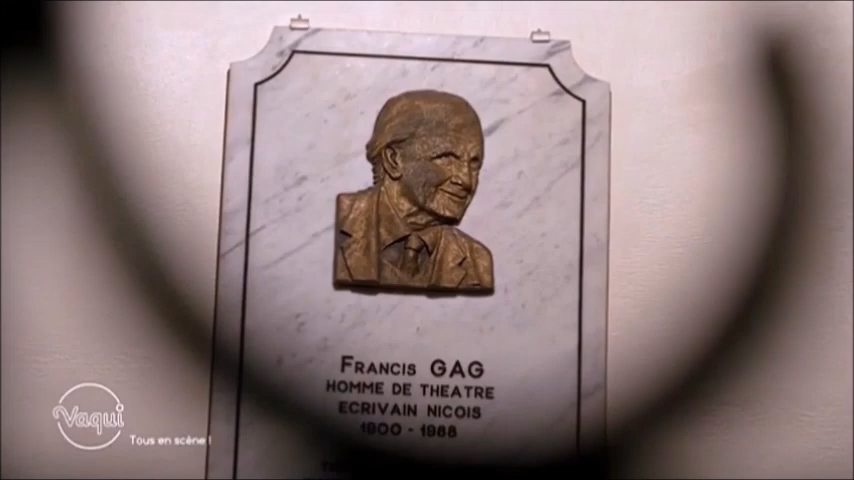 Francis GAG
HOMME DE THEATRE
ECRIVAIN NICOIS
1900 - 1988
Vaqui
Tous en scène !